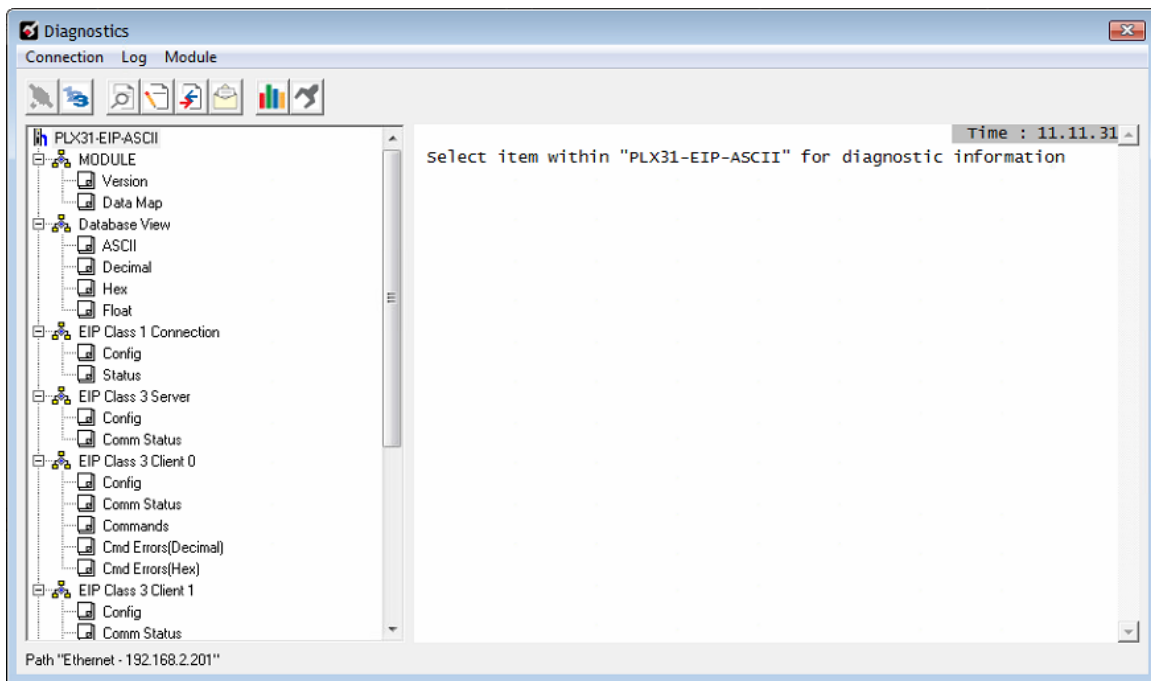 Diagnostics
Connection Log Module
PLX31-EIP-ASCII
MODULE
Version
Data Map
Database View
ASCII
Decimal
Hex
Float
EIP Class 1 Connection
Config
Status
EIP Class 3 Server
Config
Comm Status
EIP Class 3 Client 0
Config
Comm Status
Commands
Cmd Errors(Decimal)
Cmd Errors(Hex)
EIP Class 3 Client 1
Config
Comm Status
Time : 11.11.31
Select item within "PLX31-EIP-ASCII" for diagnostic information
Path "Ethernet - 192.168.2.201"